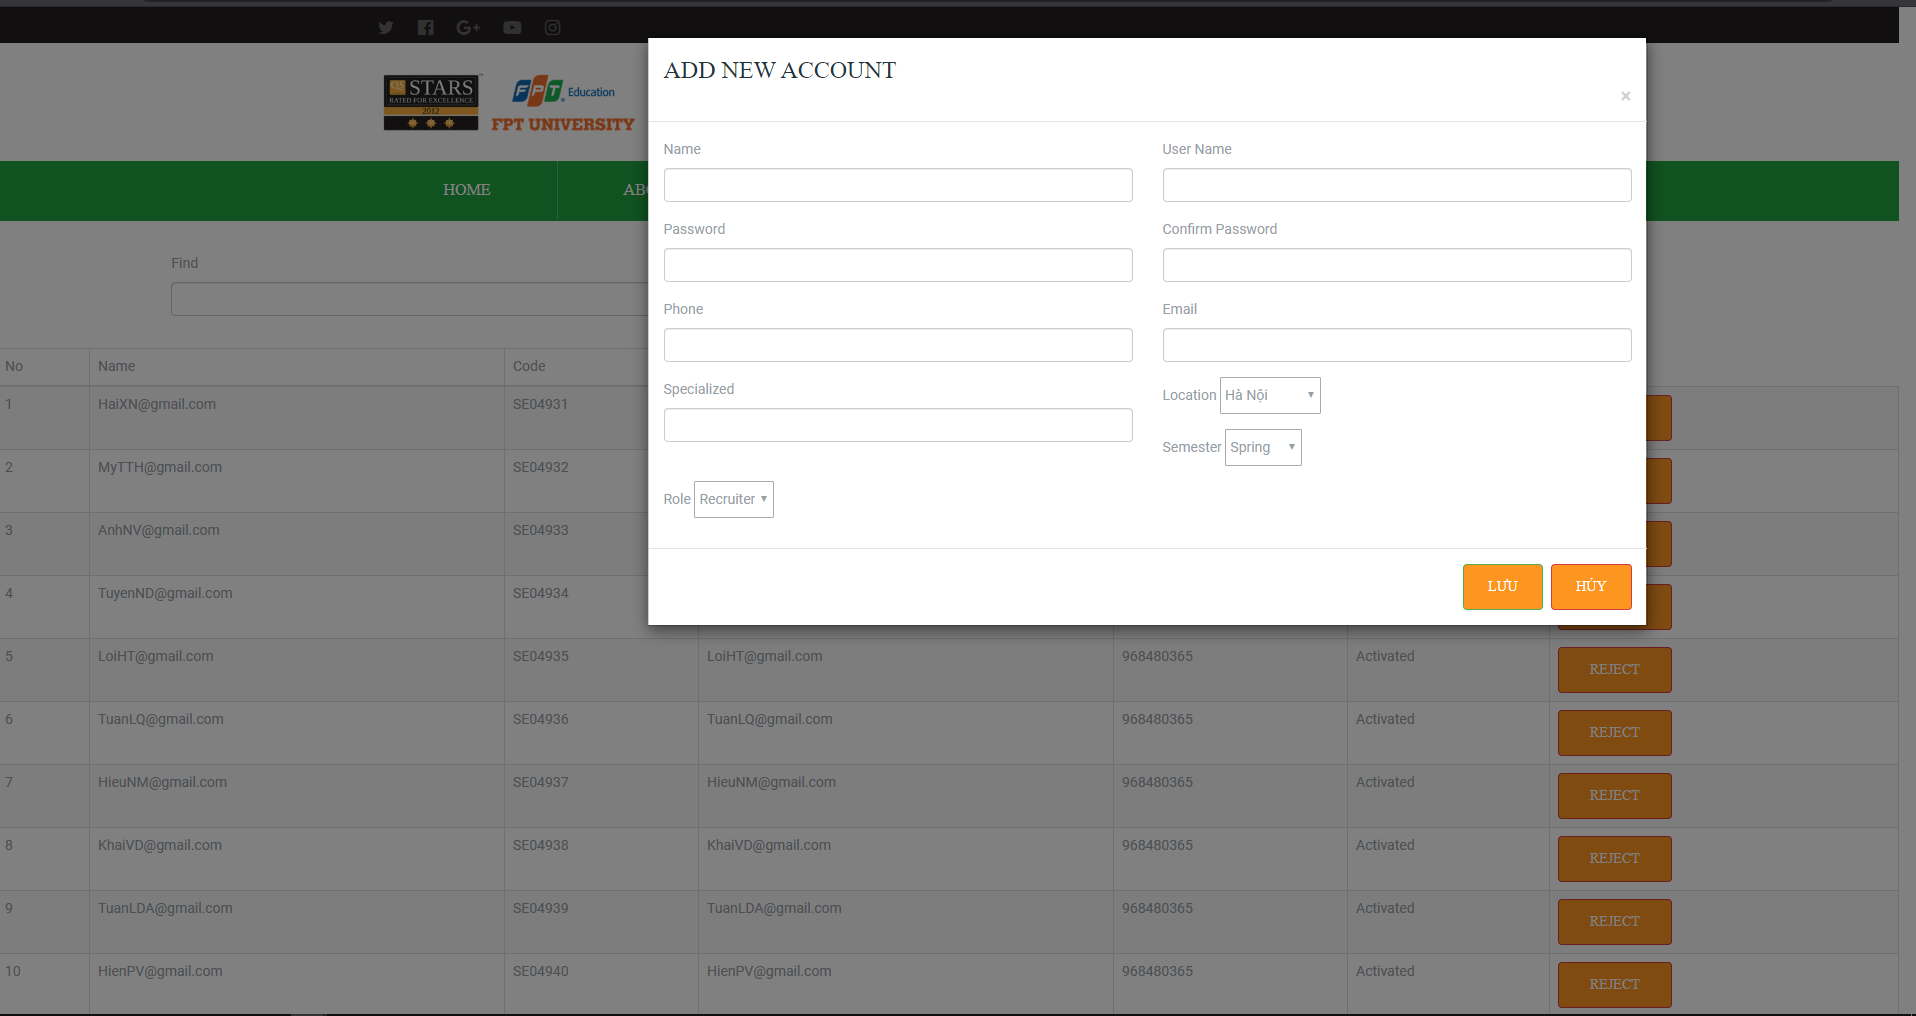 QS STARS
RATED FOR EXCELLENCE
2012
FPT Education
FPT UNIVERSITY
HOME
Find
No Name Code
1 HaiXN@gmail.com SE04931
2 MyTTH@gmail.com SE04932
3 AnhNV@gmail.com SE04933
4 TuyenND@gmail.com SE04934
5 LoiHT@gmail.com SE04935 LoiHT@gmail.com 968480365 Activated REJECT
6 TuanLQ@gmail.com SE04936 TuanLQ@gmail.com 968480365 Activated REJECT
7 HieuNM@gmail.com SE04937 HieuNM@gmail.com 968480365 Activated REJECT
8 KhaiVD@gmail.com SE04938 KhaiVD@gmail.com 968480365 Activated REJECT
9 TuanLDA@gmail.com SE04939 TuanLDA@gmail.com 968480365 Activated REJECT
10 HienPV@gmail.com SE04940 HienPV@gmail.com 968480365 Activated REJECT
ADD NEW ACCOUNT
×
Name User Name
Password Confirm Password
Phone Email
Specialized Location Hà Nội
Semester Spring
Role Recruiter
LƯU HỦY